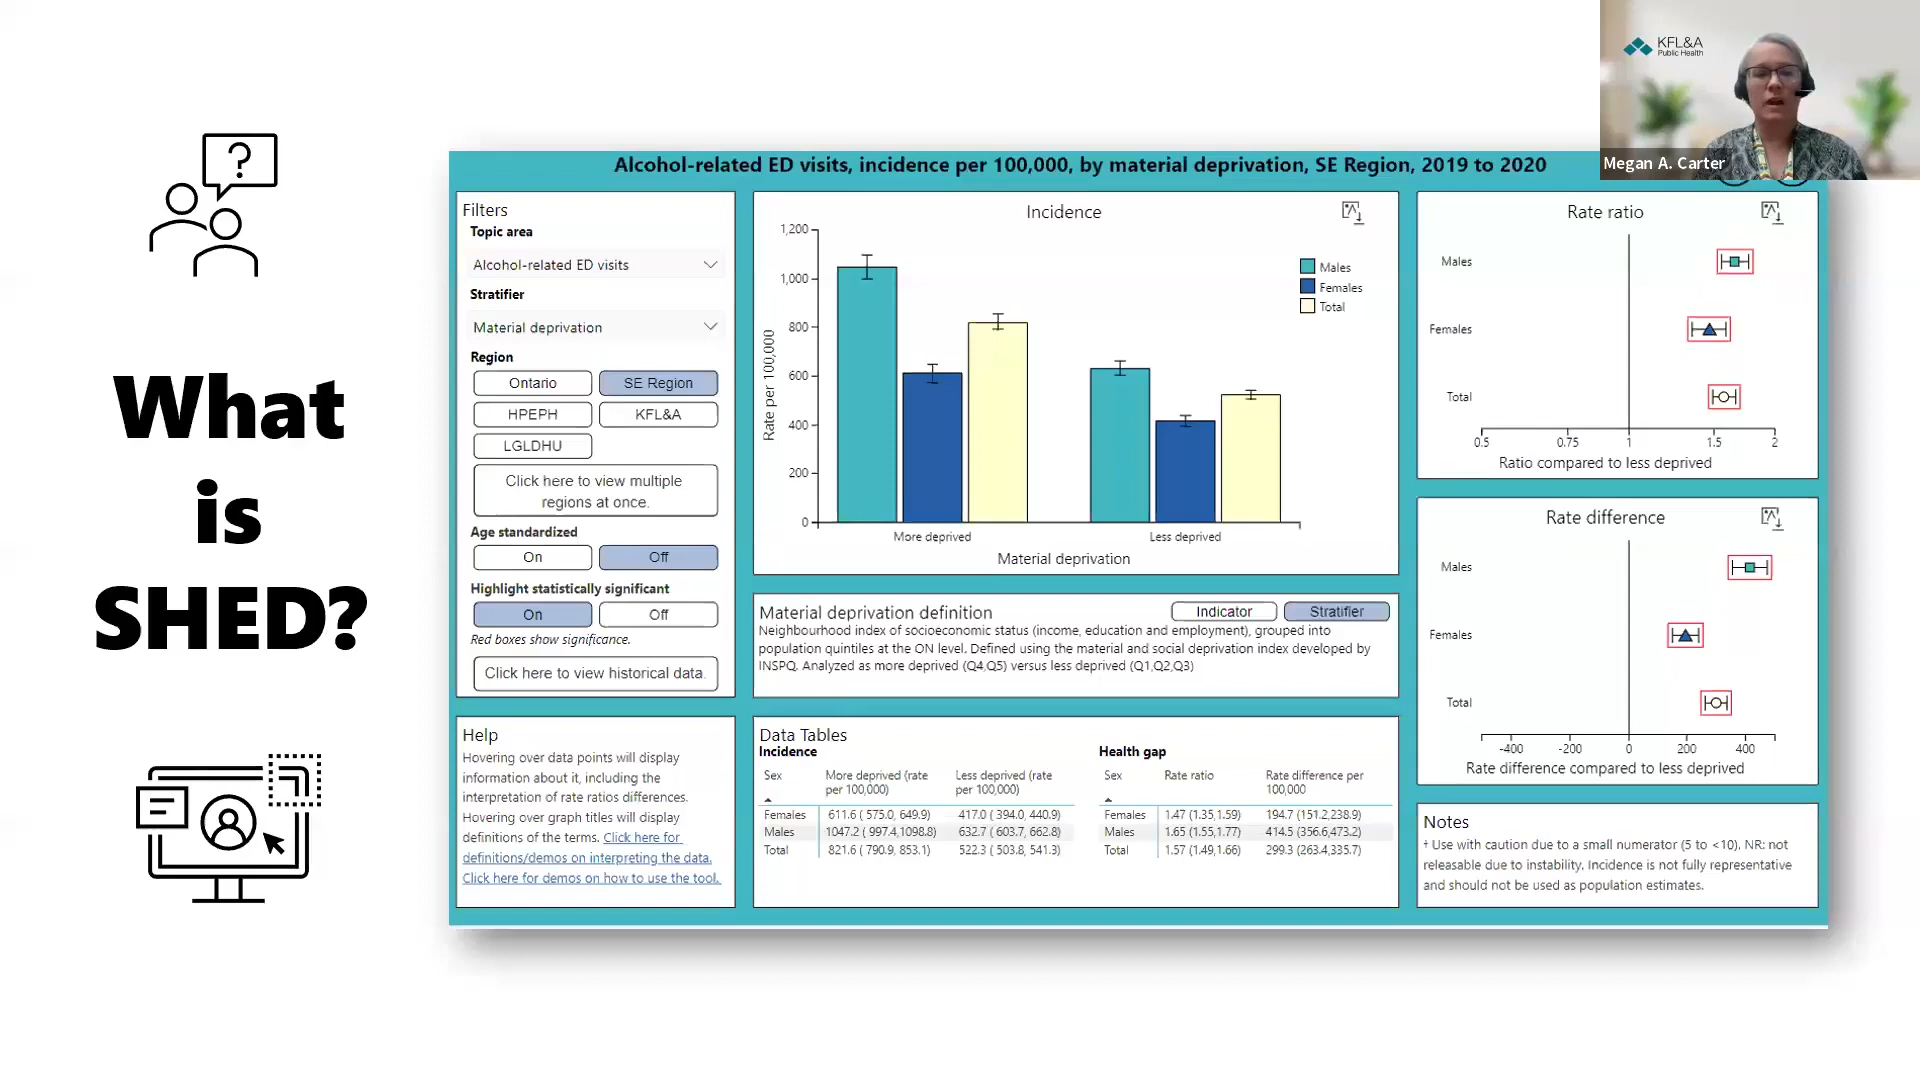 KFL&A
Public Health
Megan A. Carter
?
What
is
SHED?
Alcohol-related ED visits, incidence per 100,000, by material deprivation, SE Region, 2019 to 2020
Filters
Topic area
Alcohol-related ED visits
Stratifier
Material deprivation
Region
Ontario
SE Region
HPEPH
KFL&A
LGLDHU
Click here to view multiple
regions at once.
Age standardized
On
Off
Highlight statistically significant
On
Off
Red boxes show significance.
Click here to view historical data.
Help
Hovering over data points will display
information about it, including the
interpretation of rate ratios differences.
Hovering over graph titles will display
definitions of the terms. Click here for
definitions/demos on interpreting the data.
Click here for demos on how to use the tool.
Incidence
1,200
1,000
800
600
400
200
0
Rate per 100,000
Males
Females
Total
More deprived
Less deprived
Material deprivation
Material deprivation definition
Indicator
Stratifier
Neighbourhood index of socioeconomic status (income, education and employment), grouped into
population quintiles at the ON level. Defined using the material and social deprivation index developed by
INSPQ. Analyzed as more deprived (Q4,Q5) versus less deprived (Q1,Q2,Q3)
Data Tables
Incidence
Sex More deprived (rate per 100,000) Less deprived (rate per 100,000)
Females 611.6 ( 575.0, 649.9) 417.0 ( 394.0, 440.9)
Males 1047.2 ( 997.4,1098.8) 632.7 ( 603.7, 662.8)
Total 821.6 ( 790.9, 853.1) 522.3 ( 503.8, 541.3)
Health gap
Sex Rate ratio Rate difference per 100,000
Females 1.47 (1.35,1.59) 194.7 (151.2,238.9)
Males 1.65 (1.55,1.77) 414.5 (356.6,473.2)
Total 1.57 (1.49,1.66) 299.3 (263.4,335.7)
Rate ratio
Males
Females
Total
0.5 0.75 1 1.5 2
Ratio compared to less deprived
Rate difference
Males
Females
Total
-400 -200 0 200 400
Rate difference compared to less deprived
Notes
† Use with caution due to a small numerator (5 to <10), NR: not
releasable due to instability, Incidence is not fully representative
and should not be used as population estimates.